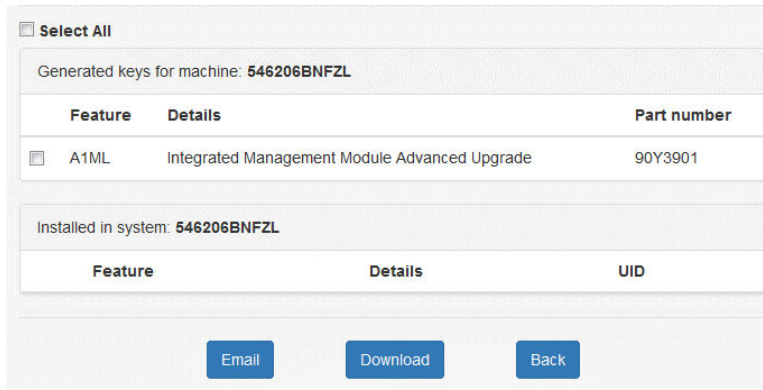 Select All
Generated keys for machine: 546206BNFZL
Feature Details Part number
A1ML Integrated Management Module Advanced Upgrade 90Y3901
Installed in system: 546206BNFZL
Feature Details UID
Email Download Back